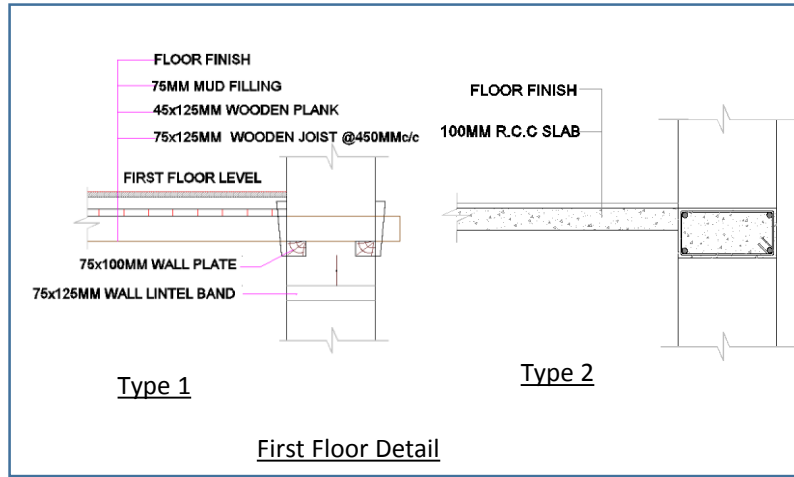 FLOOR FINISH
75MM MUD FILLING
45x125MM WOODEN PLANK
75x125MM WOODEN JOIST @450MMc/c
FIRST FLOOR LEVEL
75x100MM WALL PLATE
75x125MM WALL LINTEL BAND
Type 1
FLOOR FINISH
100MM R.C.C SLAB
Type 2
First Floor Detail